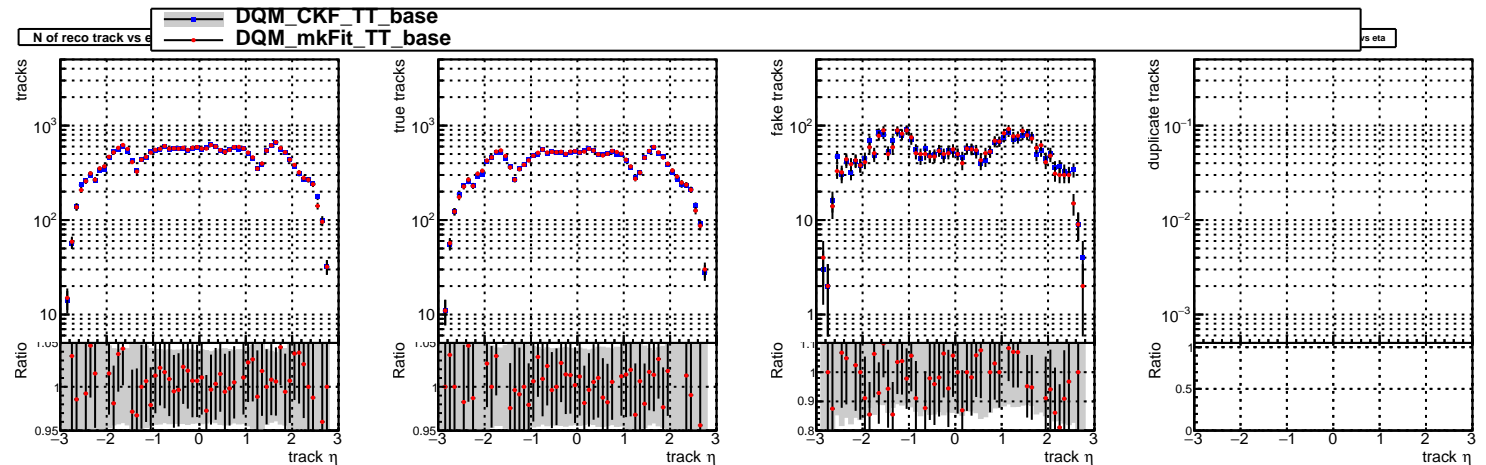 DQM_CKF_TT_base
DQM_mkFit_TT_base
N of reco track vs e
vs eta
tracks
10³
10²
10
Ratio
1.05
1
0.95
−3 −2 −1 0 1 2 3
track η
true tracks
10³
10²
10
Ratio
1.05
1
0.95
−3 −2 −1 0 1 2 3
track η
fake tracks
10²
10
1
Ratio
1.1
1
0.9
0.8
−3 −2 −1 0 1 2 3
track η
duplicate tracks
10⁻¹
10⁻²
10⁻³
Ratio
1
0.5
0
−3 −2 −1 0 1 2 3
track η